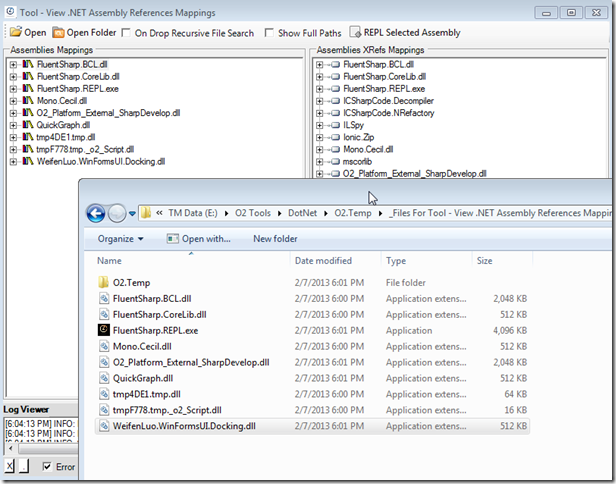 Tool - View .NET Assembly References Mappings
Open Open Folder On Drop Recursive File Search Show Full Paths REPL Selected Assembly
Assemblies Mappings
FluentSharp.BCL.dll
FluentSharp.CoreLib.dll
FluentSharp.REPL.exe
Mono.Cecil.dll
O2_Platform_External_SharpDevelop.dll
QuickGraph.dll
tmp4DE1.tmp.dll
tmpF778.tmp._o2_Script.dll
WeifenLuo.WinFormsUI.Docking.dll
Assemblies XRefs Mappings
FluentSharp.BCL.dll
FluentSharp.CoreLib.dll
FluentSharp.REPL.exe
ICSharpCode.Decompiler
ICSharpCode.NRefactory
ILSpy
Ionic.Zip
Mono.Cecil.dll
mscorlib
O2_Platform_External_SharpDevelop.dll
« TM Data (E:) O2 Tools DotNet O2.Temp _Files For Tool - View .NET Assembly References Mappin
Organize Open with... New folder
Name Date modified Type Size
O2.Temp 2/7/2013 6:01 PM File folder
FluentSharp.BCL.dll 2/7/2013 6:00 PM Application extens... 2,048 KB
FluentSharp.CoreLib.dll 2/7/2013 6:00 PM Application extens... 512 KB
FluentSharp.REPL.exe 2/7/2013 6:01 PM Application 4,096 KB
Mono.Cecil.dll 2/7/2013 6:00 PM Application extens... 512 KB
O2_Platform_External_SharpDevelop.dll 2/7/2013 6:01 PM Application extens... 2,048 KB
QuickGraph.dll 2/7/2013 6:01 PM Application extens... 512 KB
tmp4DE1.tmp.dll 2/7/2013 6:01 PM Application extens... 64 KB
tmpF778.tmp._o2_Script.dll 2/7/2013 6:00 PM Application extens... 16 KB
WeifenLuo.WinFormsUI.Docking.dll 2/7/2013 6:01 PM Application extens... 512 KB
Log Viewer
[6:04:13 PM] INFO:
[6:04:13 PM] INFO:
X . Error